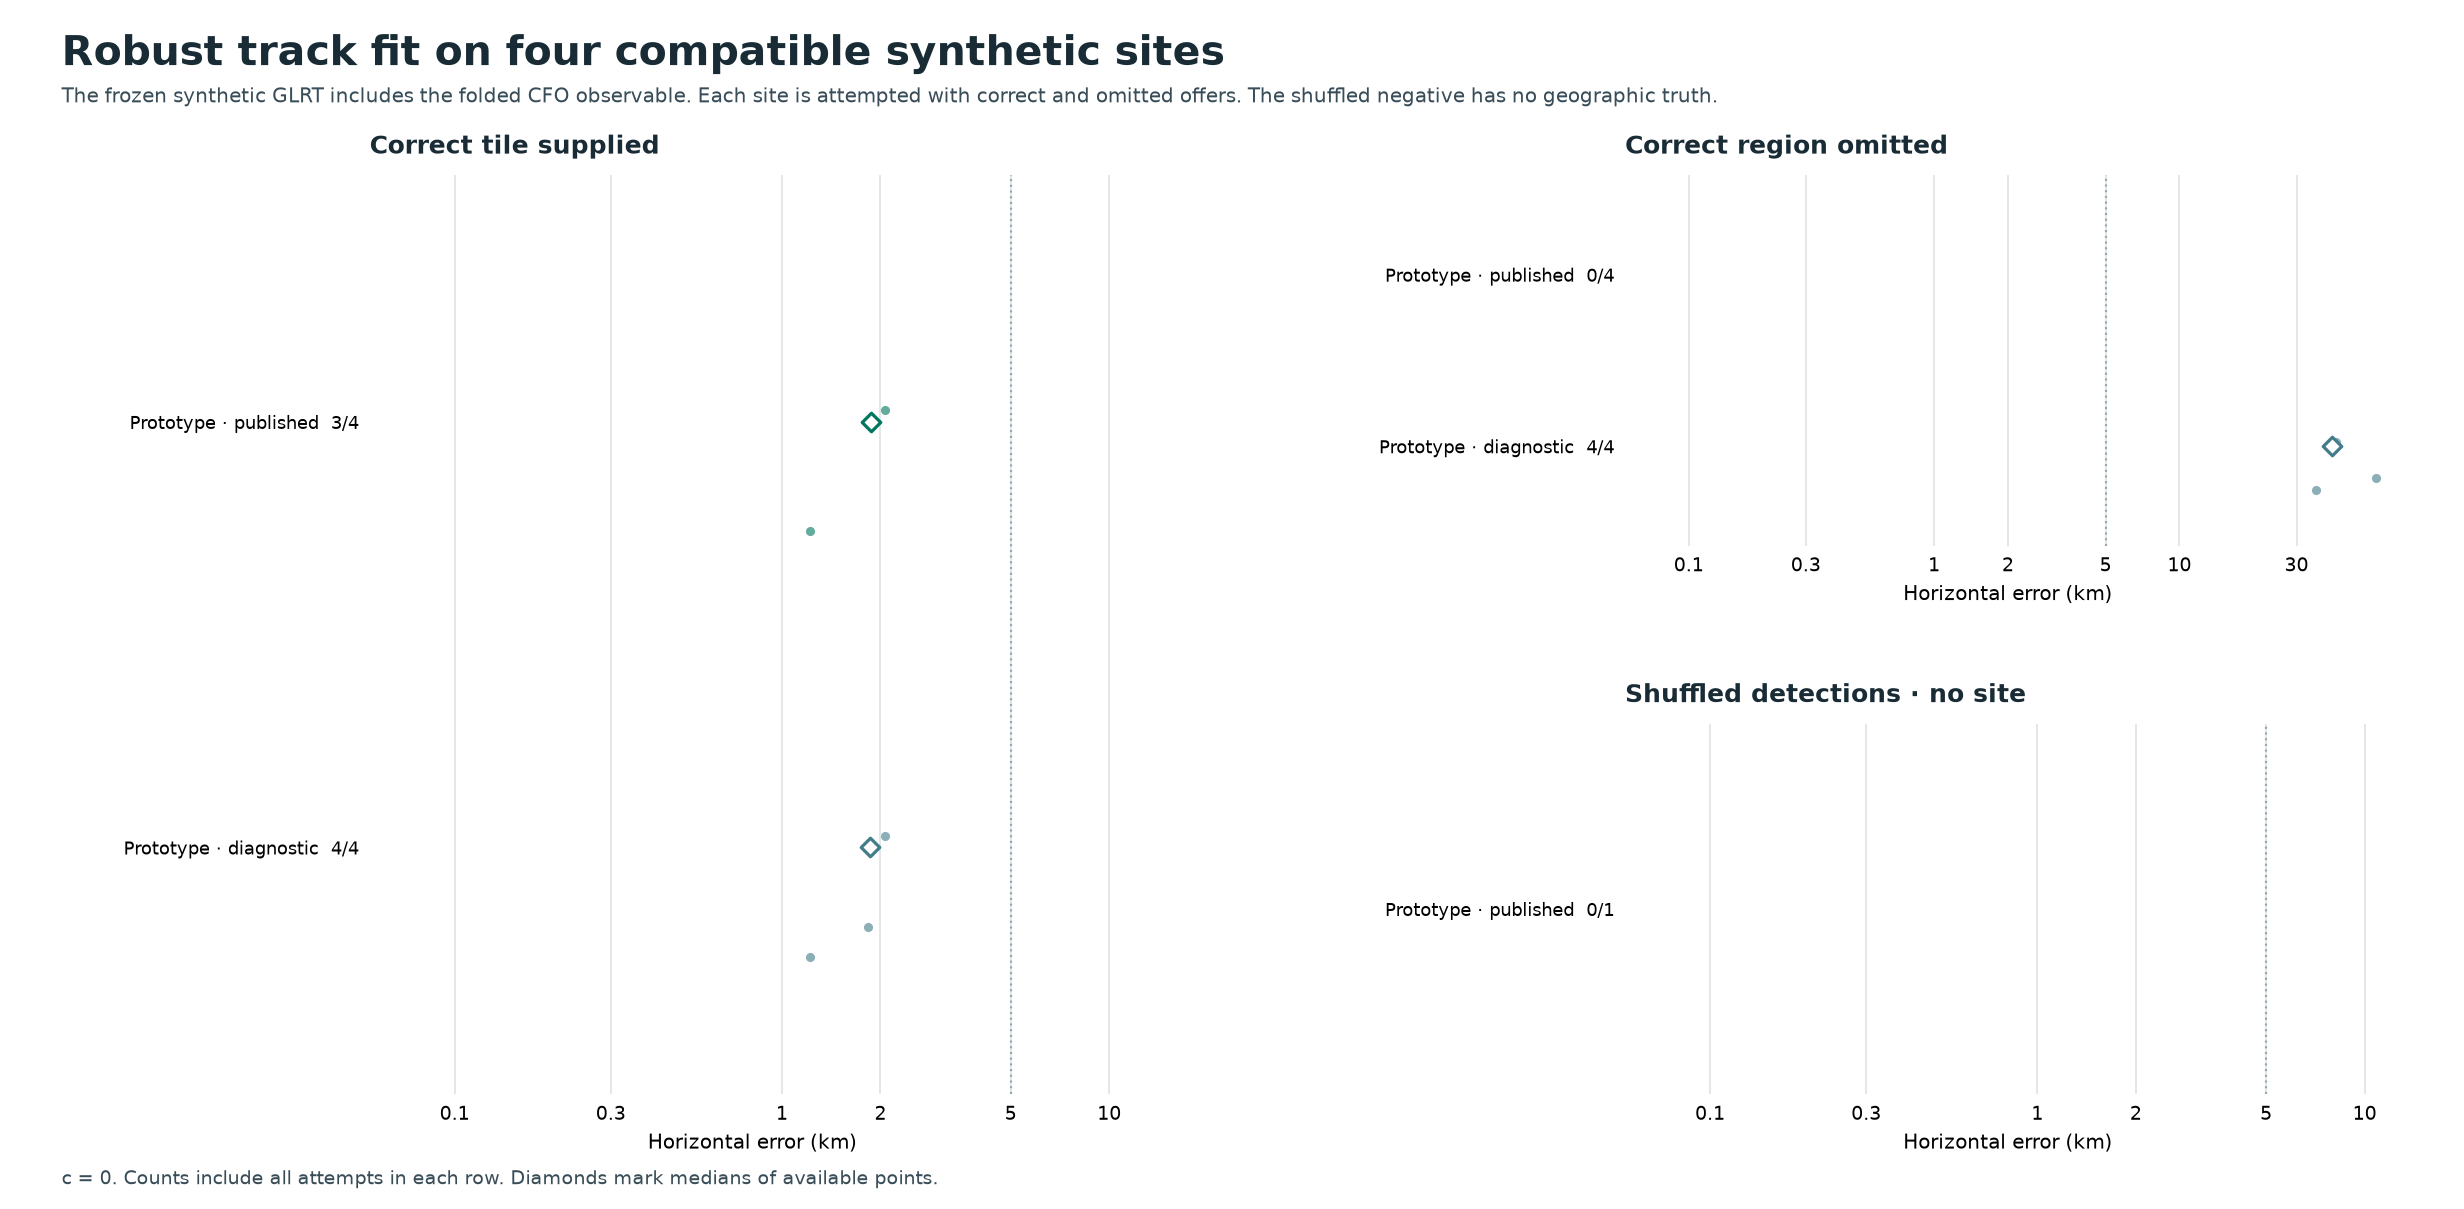 Robust track fit on four compatible synthetic sites
The frozen synthetic GLRT includes the folded CFO observable. Each site is attempted with correct and omitted offers. The shuffled negative has no geographic truth.
Correct tile supplied
Prototype · published 3/4
Prototype · diagnostic 4/4
0.1 0.3 1 2 5 10
Horizontal error (km)
Correct region omitted
Prototype · published 0/4
Prototype · diagnostic 4/4
0.1 0.3 1 2 5 10 30
Horizontal error (km)
Shuffled detections · no site
Prototype · published 0/1
0.1 0.3 1 2 5 10
Horizontal error (km)
c = 0. Counts include all attempts in each row. Diamonds mark medians of available points.